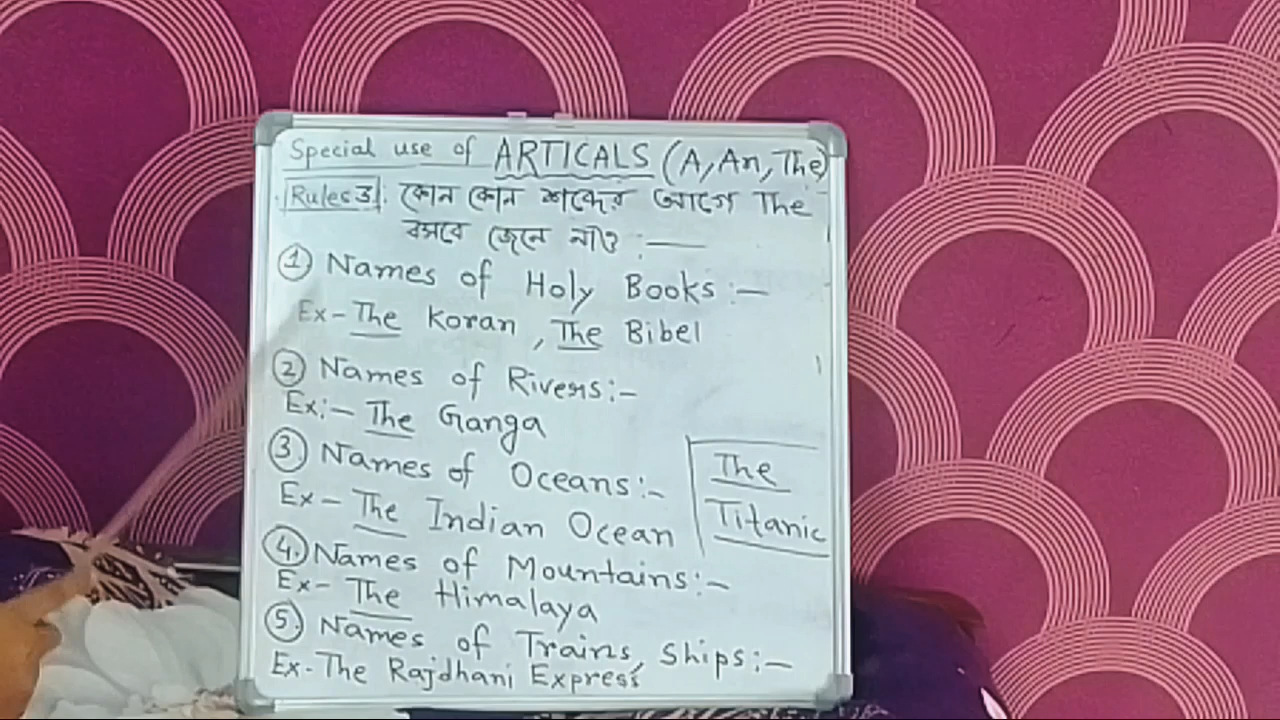 Special use of ARTICALS (A, An, The)
Rules 3: কোন কোন শব্দের আগে The
বসবে জেনে নাও :—
1 Names of Holy Books :—
Ex- The Koran, The Bibel
2 Names of Rivers:-
Ex:- The Ganga
3. Names of Oceans:-
Ex- The Indian Ocean
The
Titanic
4. Names of Mountains:-
Ex- The Himalaya
5. Names of Trains, Ships:-
Ex- The Rajdhani Express